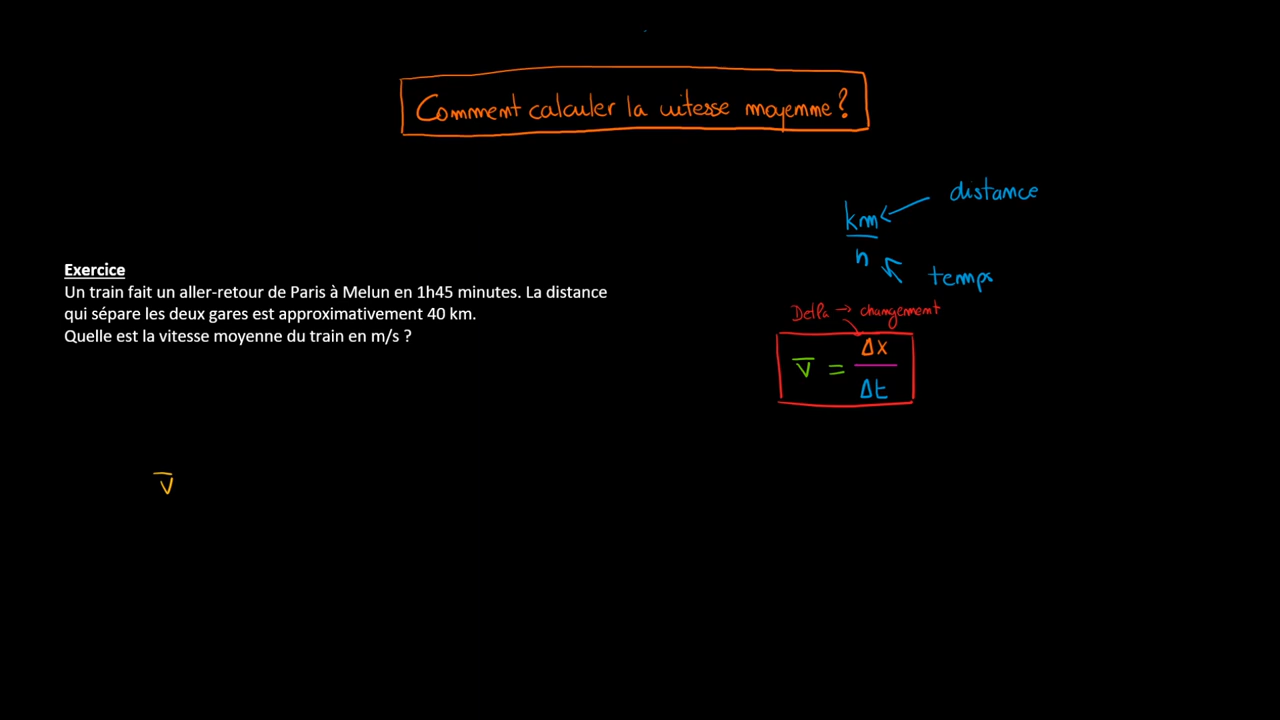 Comment calculer la vitesse moyenne ?
distance
km
h
temps
Exercice
Un train fait un aller-retour de Paris à Melun en 1h45 minutes. La distance
qui sépare les deux gares est approximativement 40 km.
Quelle est la vitesse moyenne du train en m/s ?
Delta → changement
v̅ = Δx
Δt
v̅